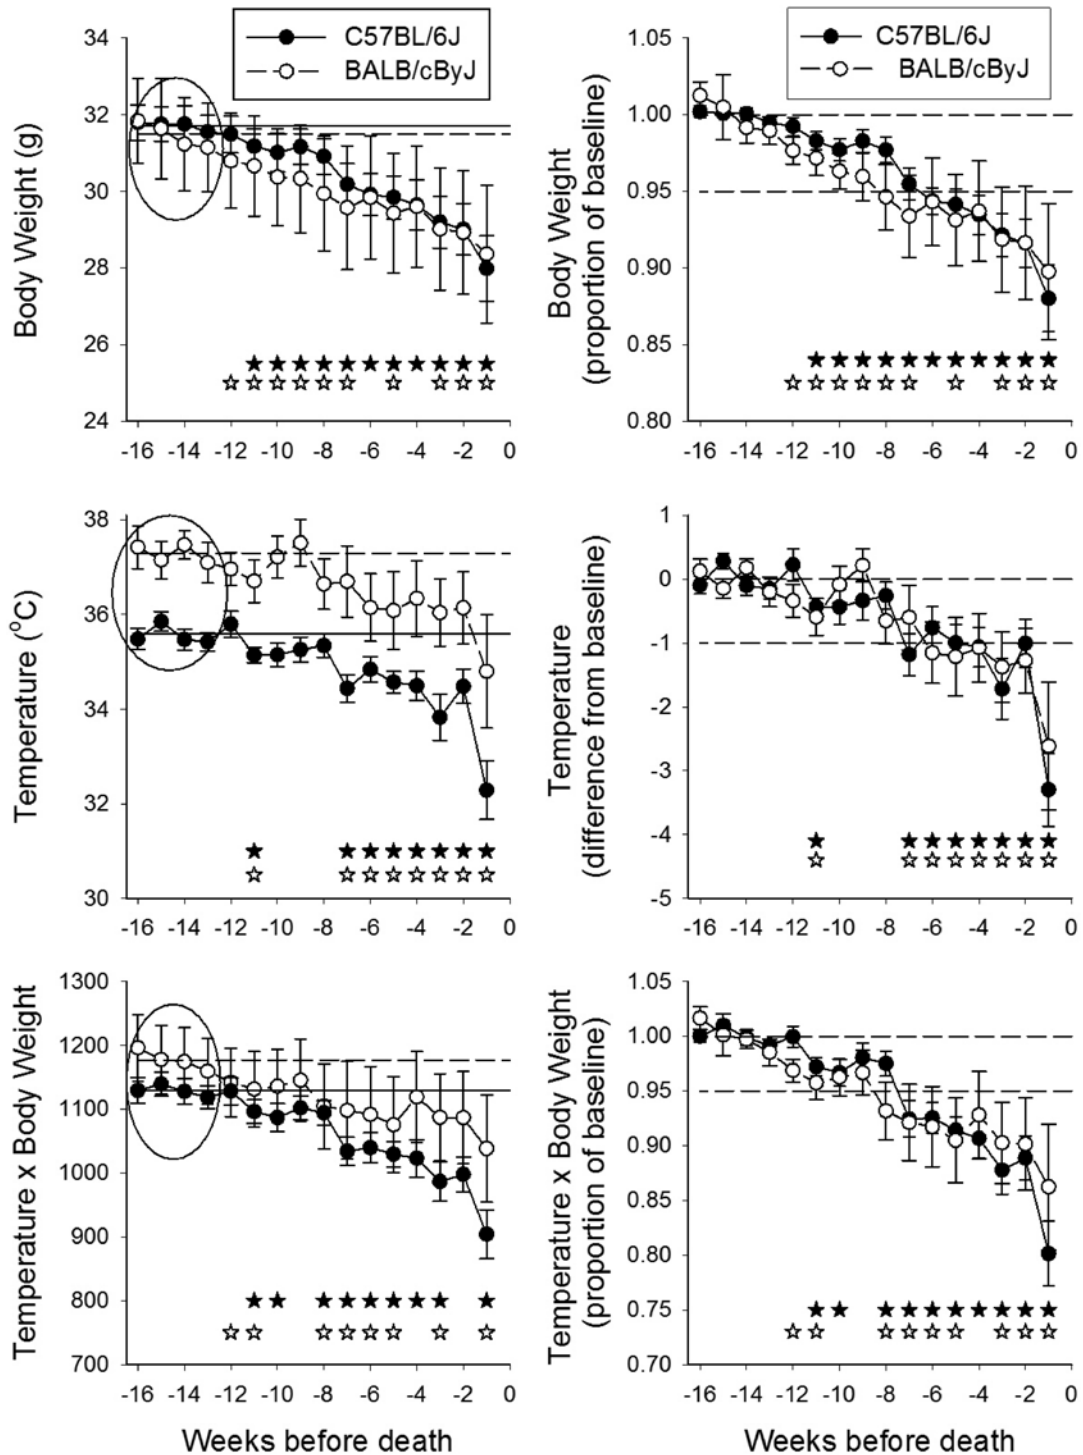 C57BL/6J
BALB/cByJ
34
32
30
28
26
24
Body Weight (g)
-16 -14 -12 -10 -8 -6 -4 -2 0
C57BL/6J
BALB/cByJ
1.05
1.00
0.95
0.90
0.85
0.80
Body Weight
(proportion of baseline)
-16 -14 -12 -10 -8 -6 -4 -2 0
38
36
34
32
30
Temperature (°C)
-16 -14 -12 -10 -8 -6 -4 -2 0
1
0
-1
-2
-3
-4
-5
Temperature
(difference from baseline)
-16 -14 -12 -10 -8 -6 -4 -2 0
1300
1200
1100
1000
900
800
700
Temperature x Body Weight
-16 -14 -12 -10 -8 -6 -4 -2 0
Weeks before death
1.05
1.00
0.95
0.90
0.85
0.80
0.75
0.70
Temperature x Body Weight
(proportion of baseline)
-16 -14 -12 -10 -8 -6 -4 -2 0
Weeks before death